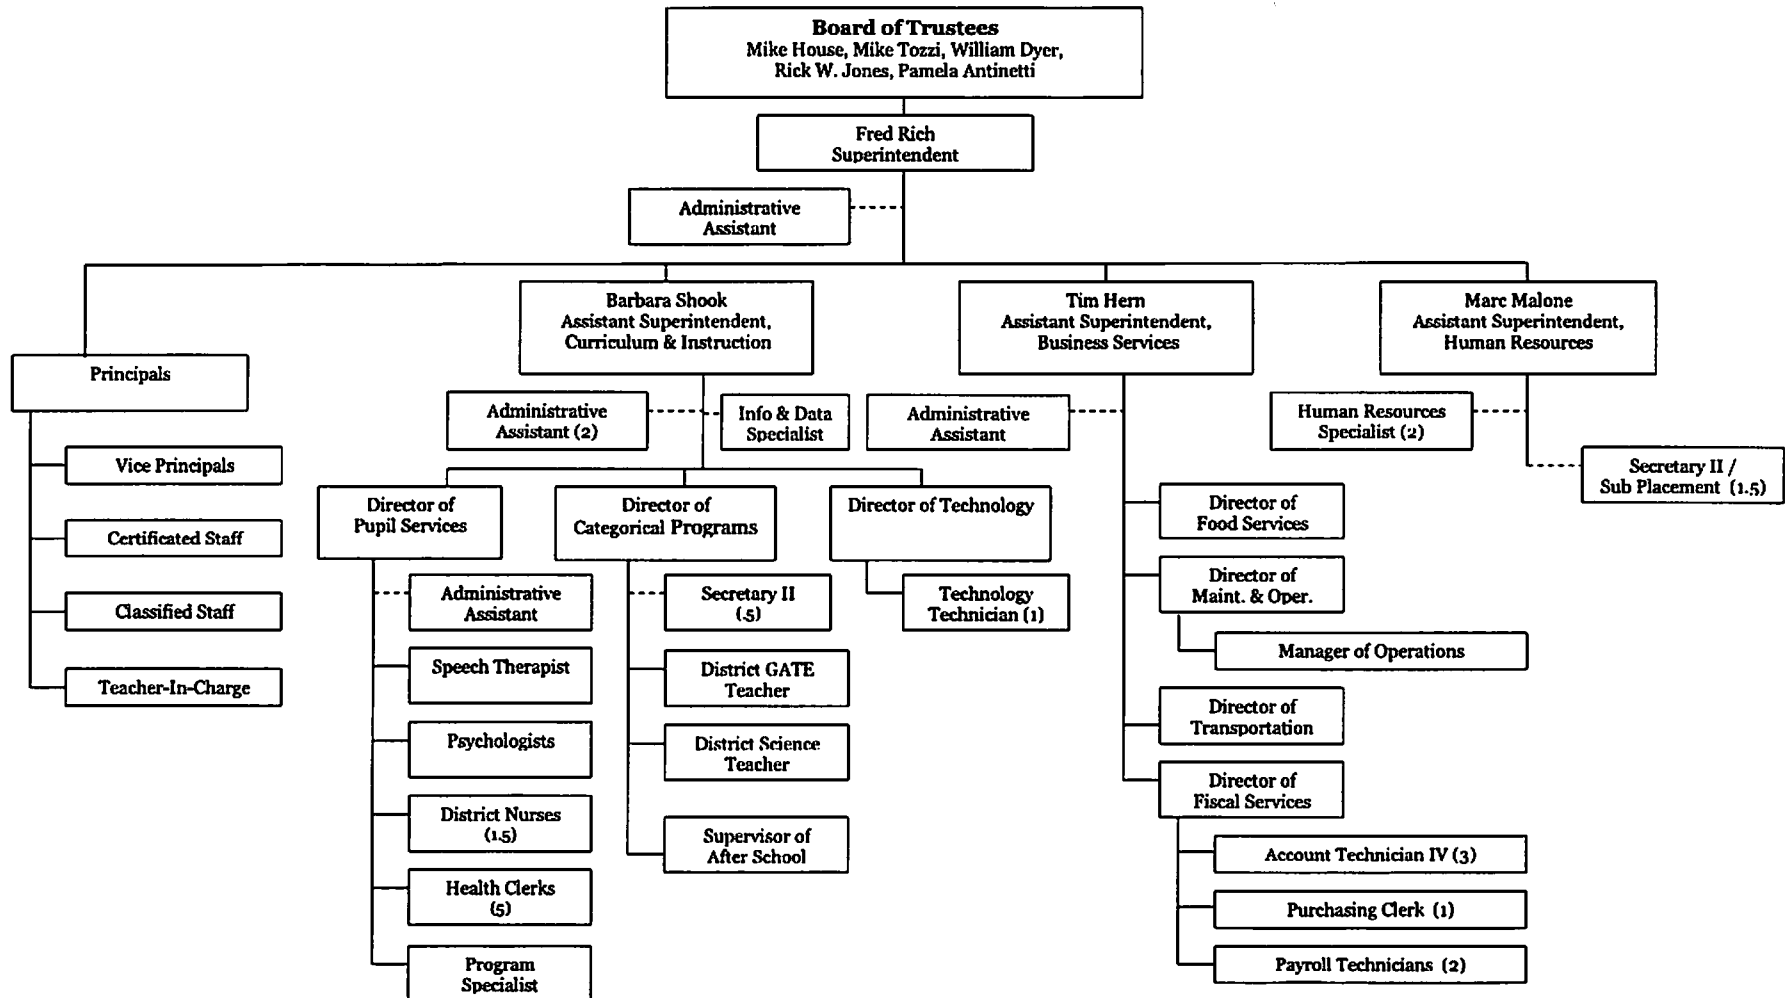 Board of Trustees
Mike House, Mike Tozzi, William Dyer,
Rick W. Jones, Pamela Antinetti
Fred Rich
Superintendent
Administrative
Assistant
Principals
Vice Principals
Certificated Staff
Classified Staff
Teacher-In-Charge
Barbara Shook
Assistant Superintendent,
Curriculum & Instruction
Administrative
Assistant (2)
Info & Data
Specialist
Director of
Pupil Services
Administrative
Assistant
Speech Therapist
Psychologists
District Nurses
(1.5)
Health Clerks
(5)
Program
Specialist
Director of
Categorical Programs
Secretary II
(.5)
District GATE
Teacher
District Science
Teacher
Supervisor of
After School
Director of Technology
Technology
Technician (1)
Tim Hern
Assistant Superintendent,
Business Services
Administrative
Assistant
Director of
Food Services
Director of
Maint. & Oper.
Manager of Operations
Director of
Transportation
Director of
Fiscal Services
Account Technician IV (3)
Purchasing Clerk (1)
Payroll Technicians (2)
Marc Malone
Assistant Superintendent,
Human Resources
Human Resources
Specialist (2)
Secretary II /
Sub Placement (1.5)